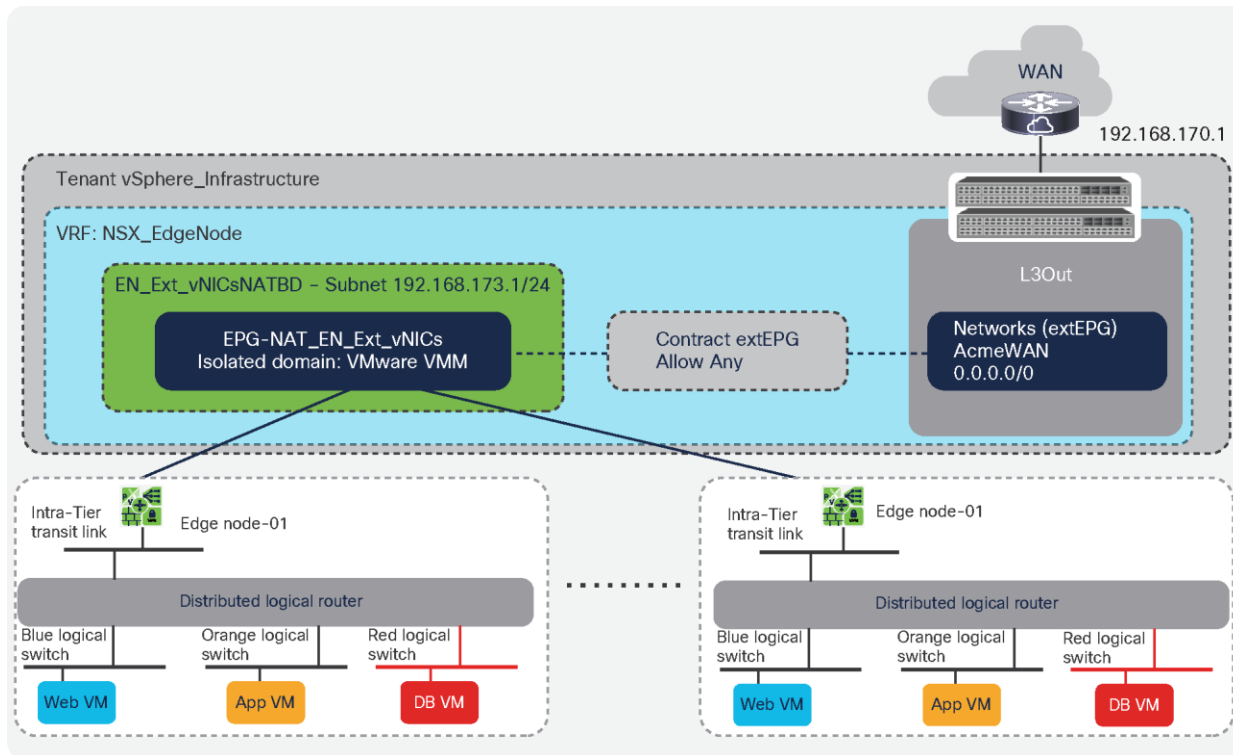 WAN
192.168.170.1
Tenant vSphere_Infrastructure
VRF: NSX_EdgeNode
EN_Ext_vNICsNATBD – Subnet 192.168.173.1/24
EPG-NAT_EN_Ext_vNICs
Isolated domain: VMware VMM
Contract extEPG
Allow Any
L3Out
Networks (extEPG)
AcmeWAN
0.0.0.0/0
Intra-Tier
transit link
Edge node-01
Distributed logical router
Blue logical
switch
Orange logical
switch
Red logical
switch
Web VM
App VM
DB VM
Intra-Tier
transit link
Edge node-01
Distributed logical router
Blue logical
switch
Orange logical
switch
Red logical
switch
Web VM
App VM
DB VM